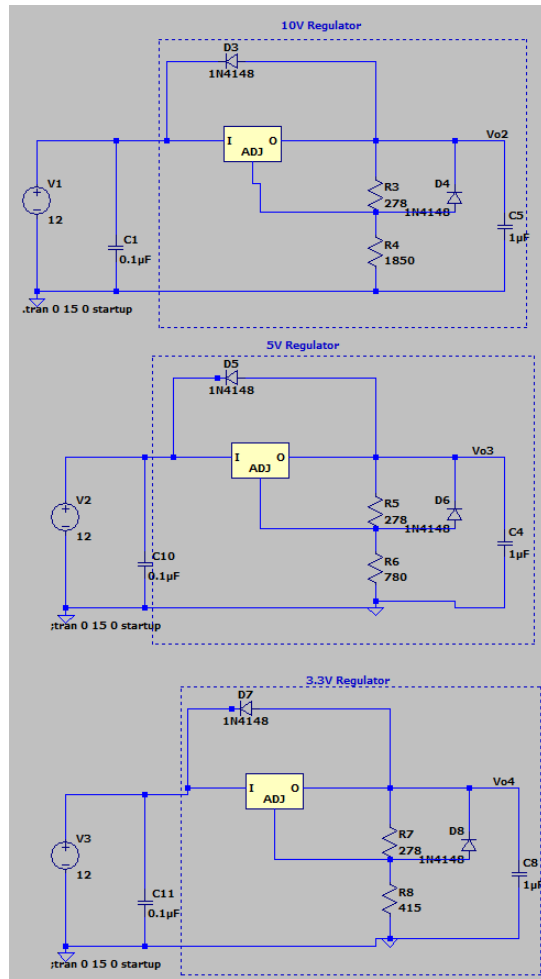 10V Regulator
D3
1N4148
I O
ADJ
Vo2
V1
12
C1
0.1µF
R3
278
D4
1N4148
C5
1µF
R4
1850
.tran 0 15 0 startup
5V Regulator
D5
1N4148
I O
ADJ
Vo3
V2
12
C10
0.1µF
R5
278
D6
1N4148
C4
1µF
R6
780
;tran 0 15 0 startup
3.3V Regulator
D7
1N4148
I O
ADJ
Vo4
V3
12
C11
0.1µF
R7
278
D8
1N4148
C8
1µF
R8
415
;tran 0 15 0 startup